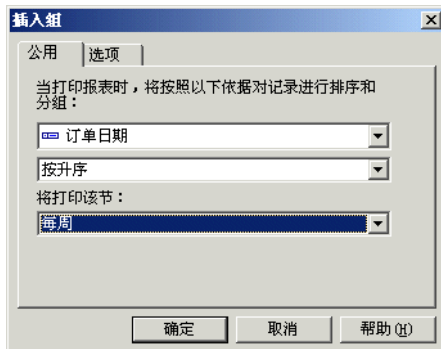 插入组
公用
选项
当打印报表时，将按照以下依据对记录进行排序和
分组：
订单日期
按升序
将打印该节：
每周
确定
取消
帮助(H)